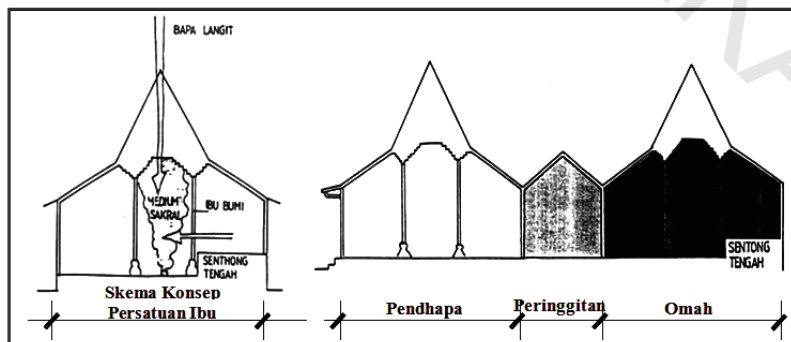 BAPA LANGIT
MEDIUM
SAKRAL
IBU BUMI
SENTHONG
TENGAH
Skema Konsep
Persatuan Ibu
SENTONG
TENGAH
Pendhapa
Peringgitan
Omah